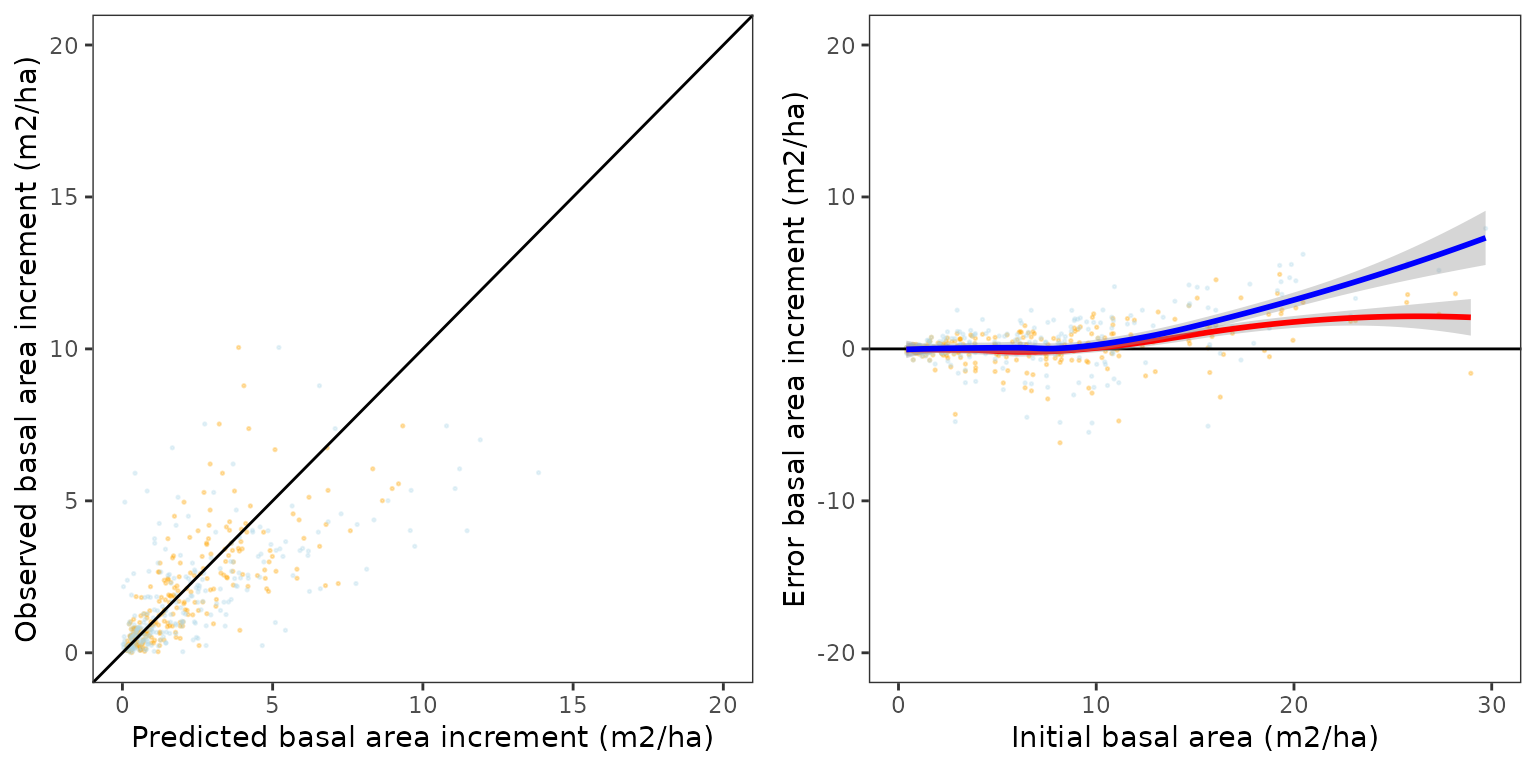 Observed basal area increment (m2/ha)
20
15
10
5
0
0 5 10 15 20
Predicted basal area increment (m2/ha)
Error basal area increment (m2/ha)
20
10
0
-10
-20
0 10 20 30
Initial basal area (m2/ha)